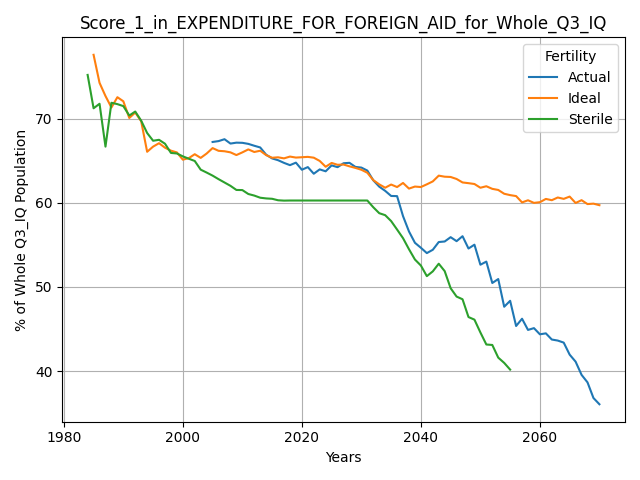 Score_1_in_EXPENDITURE_FOR_FOREIGN_AID_for_Whole_Q3_IQ
Fertility
Actual
Ideal
Sterile
% of Whole Q3_IQ Population
70
60
50
40
1980
2000
2020
2040
2060
Years